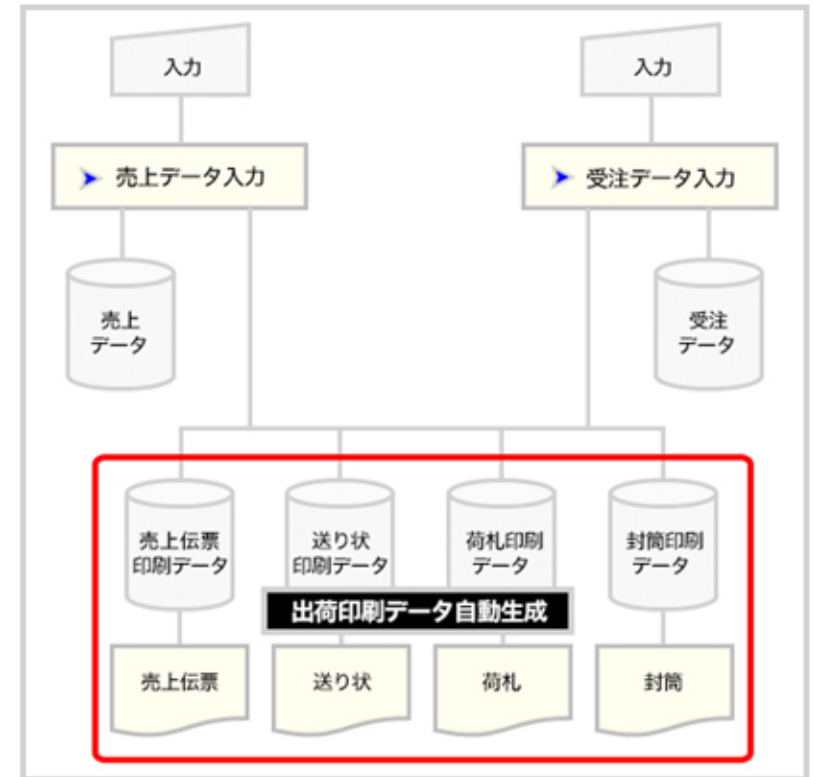 入力
入力
売上データ入力
受注データ入力
売上
データ
受注
データ
売上伝票
印刷データ
送り状
印刷データ
荷札印刷
データ
封筒印刷
データ
出荷印刷データ自動生成
売上伝票
送り状
荷札
封筒